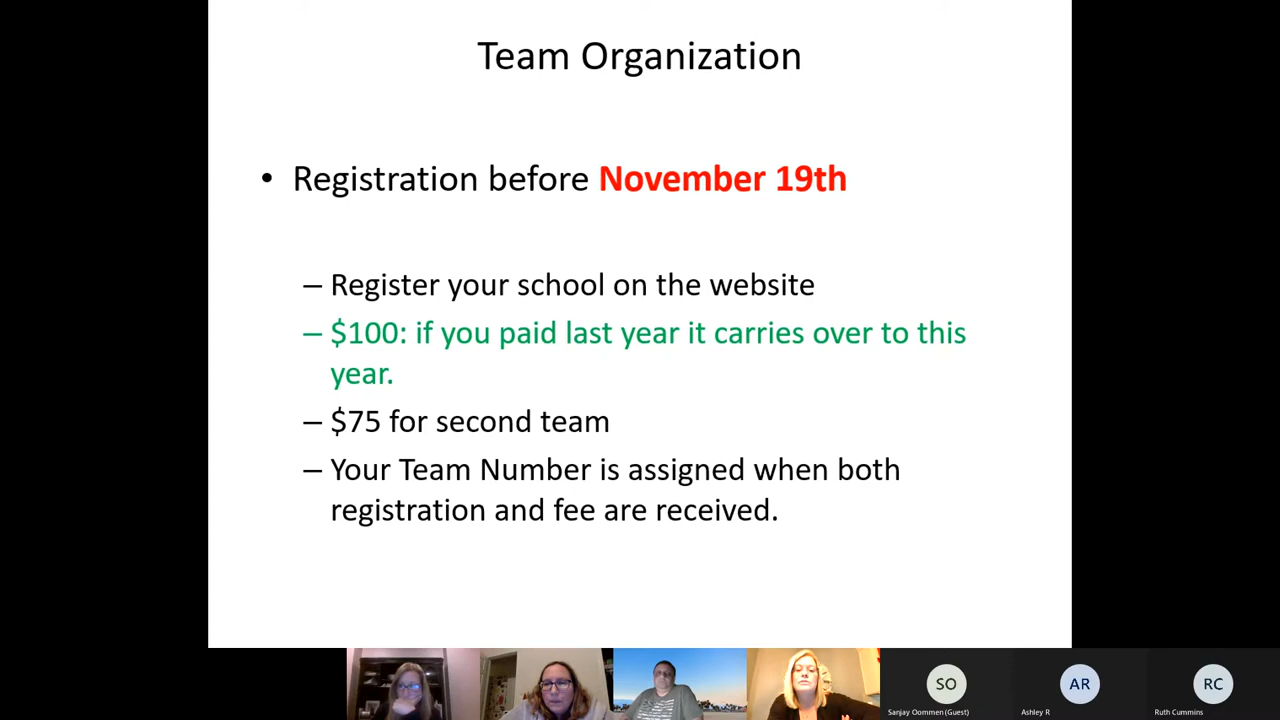 Team Organization
• Registration before November 19th
– Register your school on the website
– $100: if you paid last year it carries over to this
year.
– $75 for second team
– Your Team Number is assigned when both
registration and fee are received.
SO
AR
RC
Sanjay Oommen (Guest)
Ashley R
Ruth Cummins